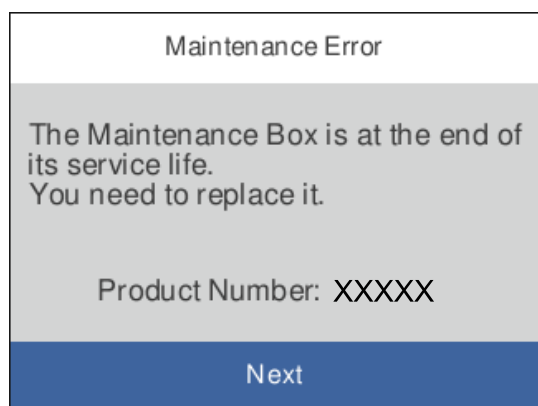 Maintenance Error
The Maintenance Box is at the end of
its service life.
You need to replace it.
Product Number: XXXXX
Next